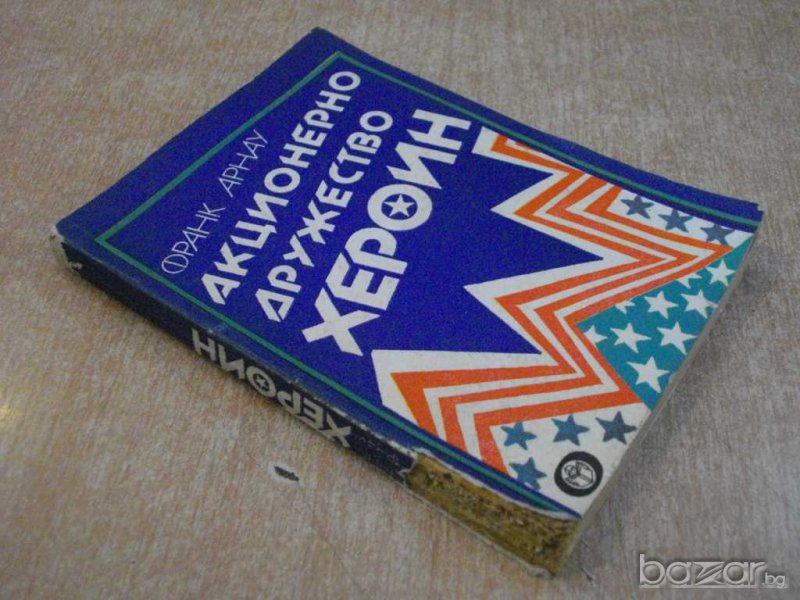 ФРАНК АРНАУ
АКЦИОНЕРНО
ДРУЖЕСТВО
ХЕРОИН
ХЕРОИН
bazar.bg